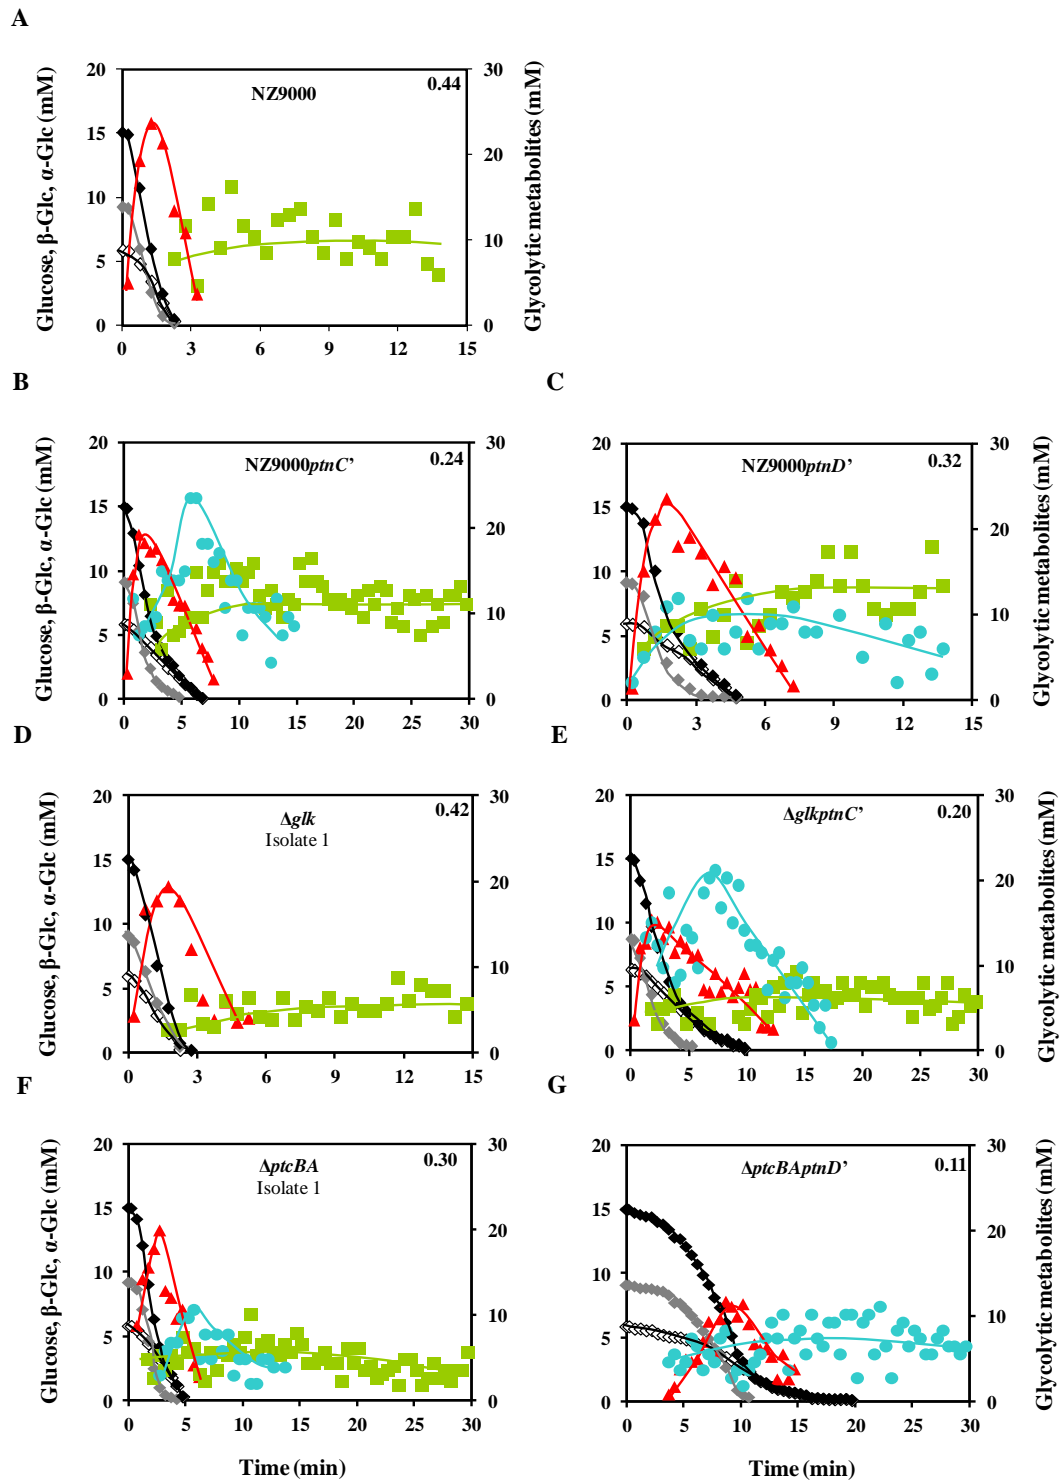 A
Glucose, β-Glc, α-Glc (mM)
20
15
10
5
0
NZ9000
0.44
30
20
10
0
Glycolytic metabolites (mM)
0 3 6 9 12 15
B
Glucose, β-Glc, α-Glc (mM)
20
15
10
5
0
NZ9000ptnC’
0.24
30
20
10
0
0 5 10 15 20 25 30
C
20
15
10
5
0
NZ9000ptnD’
0.32
30
20
10
0
Glycolytic metabolites (mM)
0 3 6 9 12 15
D
Glucose, β-Glc, α-Glc (mM)
20
15
10
5
0
Δglk
Isolate 1
0.42
30
20
10
0
0 3 6 9 12 15
E
20
15
10
5
0
ΔglkptnC’
0.20
30
20
10
0
Glycolytic metabolites (mM)
0 5 10 15 20 25 30
F
Glucose, β-Glc, α-Glc (mM)
20
15
10
5
0
ΔptcBA
Isolate 1
0.30
30
20
10
0
0 5 10 15 20 25 30
Time (min)
G
20
15
10
5
0
ΔptcBAptnD’
0.11
30
20
10
0
Glycolytic metabolites (mM)
0 5 10 15 20 25 30
Time (min)